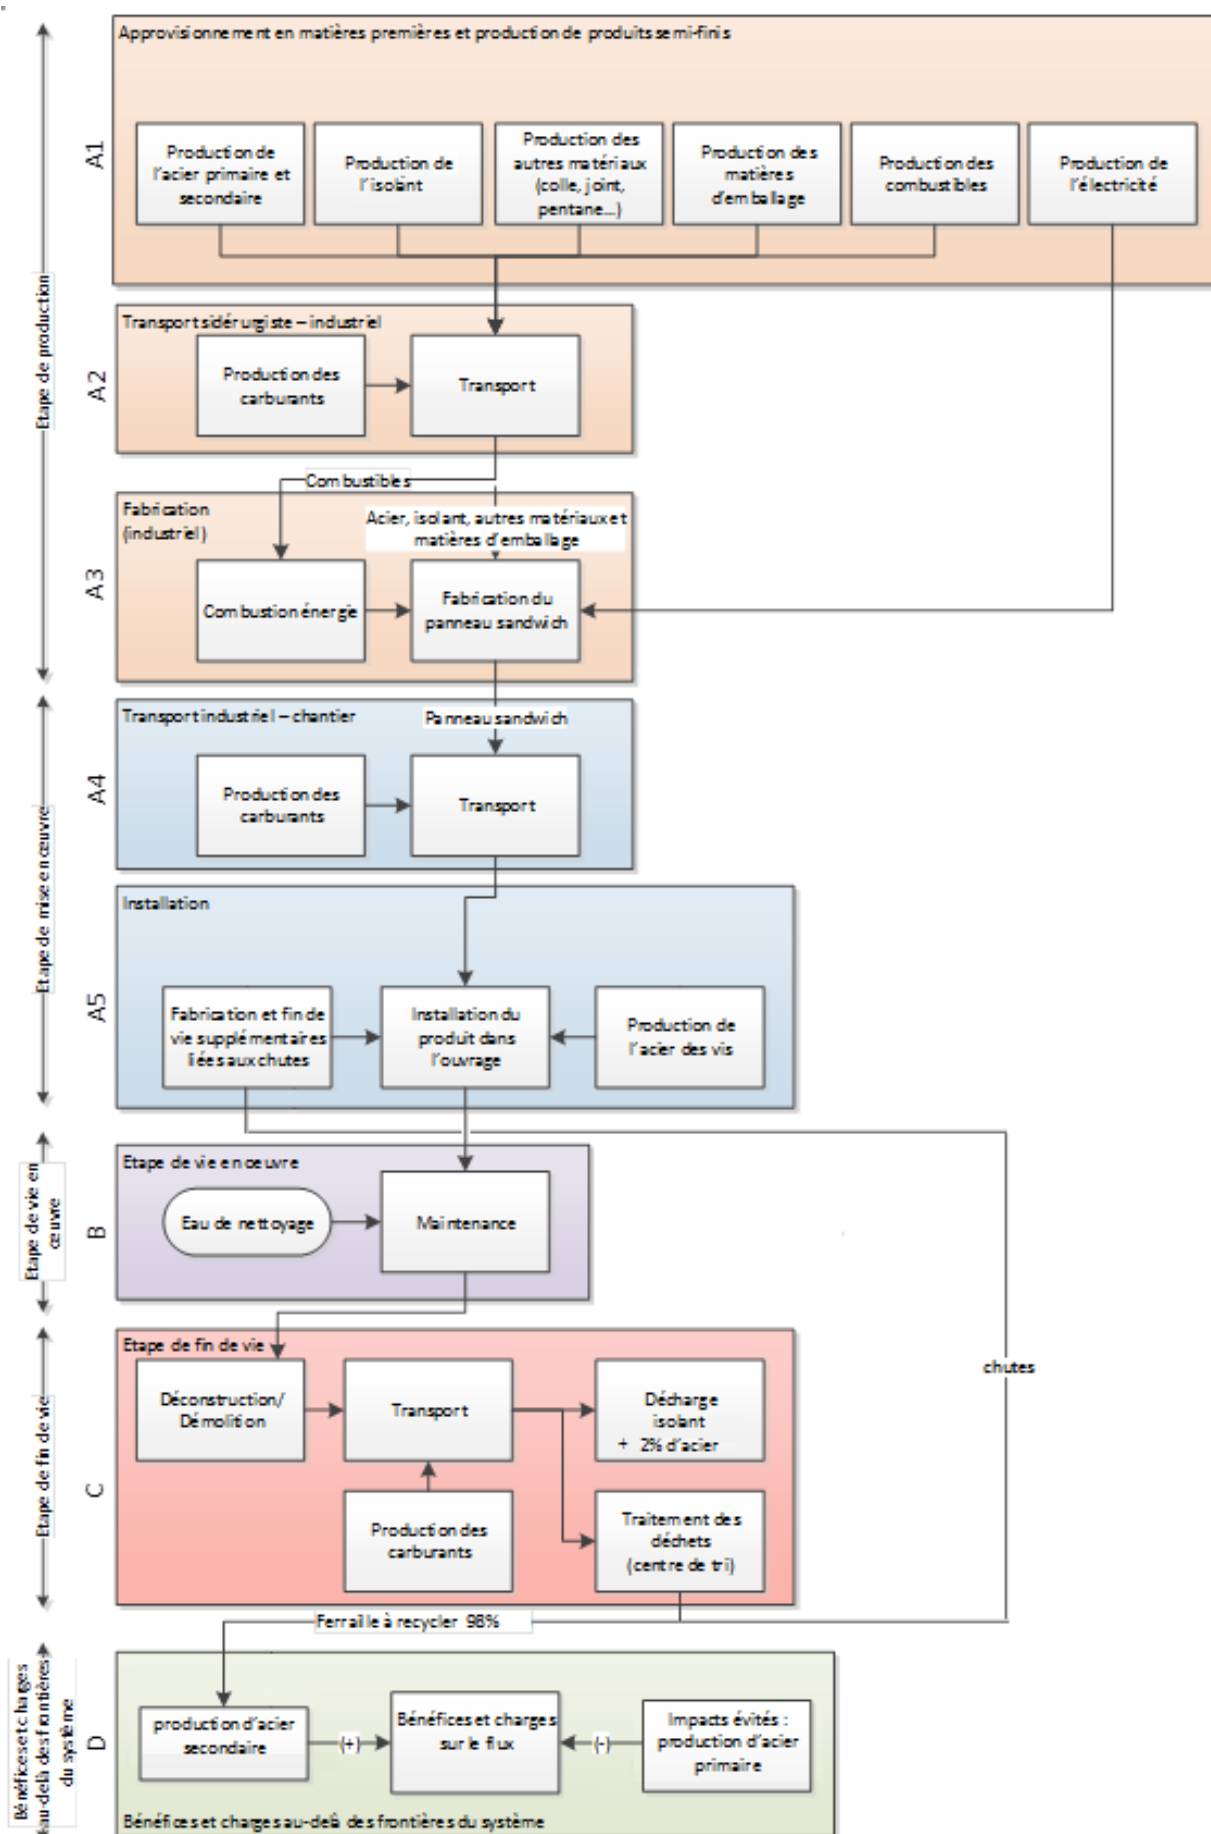 Approvisionnement en matières premières et production de produits semi-finis
A1
Production de
l'acier primaire et
secondaire
Production de
l'isolant
Production des
autres matériaux
(colle, joint,
pentane...)
Production des
matières
d'emballage
Production des
combustibles
Production de
l'électricité
Etape de production
Transport sidérurgiste – industriel
A2
Production des
carburants
Transport
Combustibles
Fabrication
(industriel)
Acier, isolant, autres matériaux et
matières d'emballage
A3
Combustion énergie
Fabrication du
panneau sandwich
Transport industriel – chantier
Panneau sandwich
A4
Production des
carburants
Transport
Etape de mise en œuvre
Installation
A5
Fabrication et fin de
vie supplémentaires
liées aux chutes
Installation du
produit dans
l'ouvrage
Production de
l'acier des vis
Etape de vie en
œuvre
B
Etape de vie en oeuvre
Eau de nettoyage
Maintenance
Etape de fin de vie
C
Etape de fin de vie
Déconstruction/
Démolition
Transport
Décharge
isolant
+ 2% d'acier
chutes
Production des
carburants
Traitement des
déchets
(centre de tri)
Ferraille à recycler 98%
Bénéfices et charges
au-delà des frontières
du système
D
production d'acier
secondaire
(+)
Bénéfices et charges
sur le flux
(-)
Impacts évités :
production d'acier
primaire
Bénéfices et charges au-delà des frontières du système